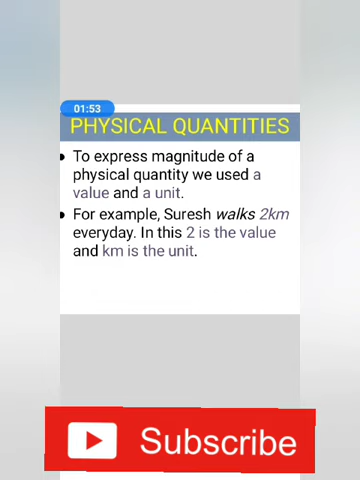 01:53
PHYSICAL QUANTITIES
• To express magnitude of a
physical quantity we used a
value and a unit.
• For example, Suresh walks 2km
everyday. In this 2 is the value
and km is the unit.
Subscribe